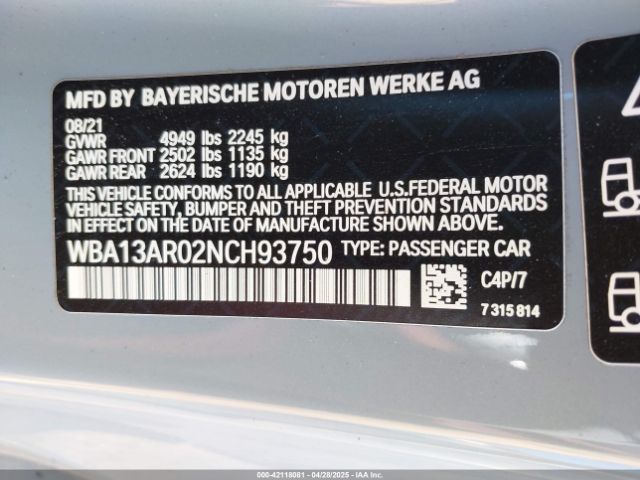 MFD BY BAYERISCHE MOTOREN WERKE AG
08/21
GVWR 4949 lbs 2245 kg
GAWR FRONT 2502 lbs 1135 kg
GAWR REAR 2624 lbs 1190 kg
THIS VEHICLE CONFORMS TO ALL APPLICABLE U.S.FEDERAL MOTOR
VEHICLE SAFETY, BUMPER, AND THEFT PREVENTION STANDARDS IN
EFFECT ON THE DATE OF MANUFACTURE SHOWN ABOVE.
WBA13AR02NCH93750 TYPE: PASSENGER CAR
C4P/7
7 315 814
000-42118081 | 04/28/2025 | IAAI.COM